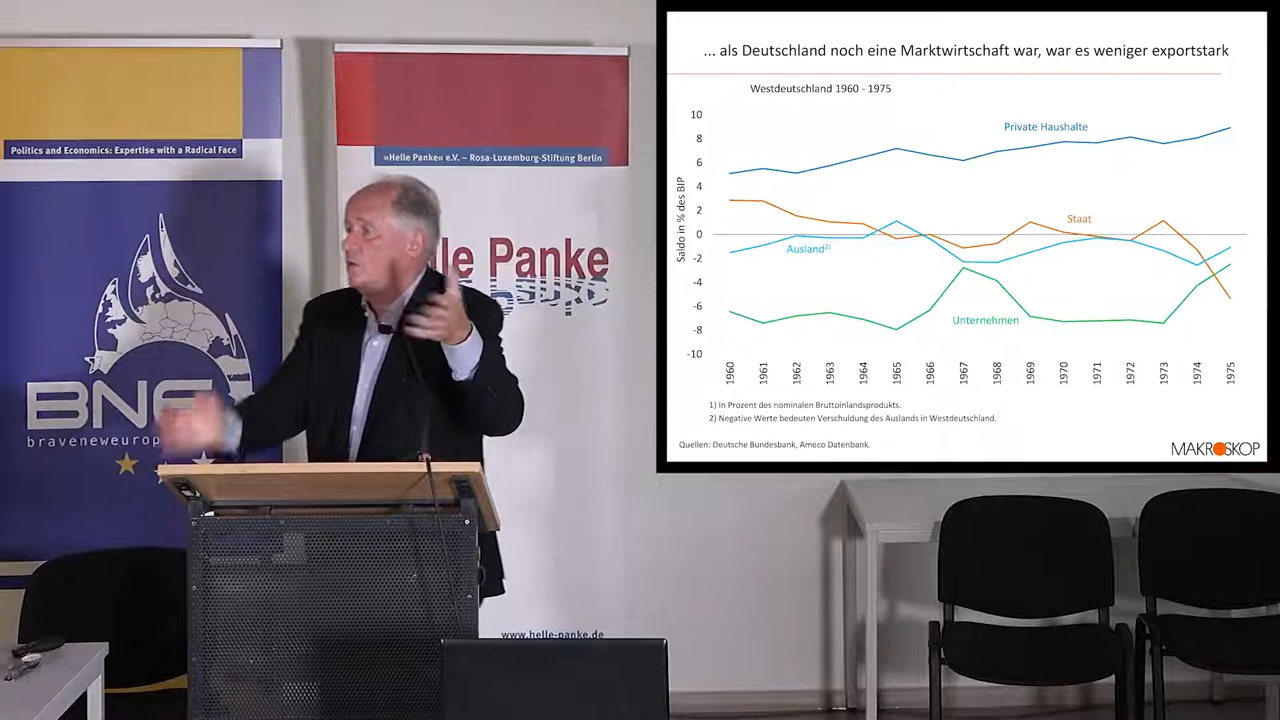 Politics and Economics: Expertise with a Radical Face
BNE
braveneweurop
»Helle Panke« e.V. – Rosa-Luxemburg-Stiftung Berlin
lle Panke
www.helle-panke.de
... als Deutschland noch eine Marktwirtschaft war, war es weniger exportstark
Westdeutschland 1960 - 1975
Saldo in % des BIP
10
8
6
4
2
0
-2
-4
-6
-8
-10
Private Haushalte
Staat
Ausland²⁾
Unternehmen
1960
1961
1962
1963
1964
1965
1966
1967
1968
1969
1970
1971
1972
1973
1974
1975
1) In Prozent des nominalen Bruttoinlandsprodukts.
2) Negative Werte bedeuten Verschuldung des Auslands in Westdeutschland.
Quellen: Deutsche Bundesbank, Ameco Datenbank.
MAKROSKOP